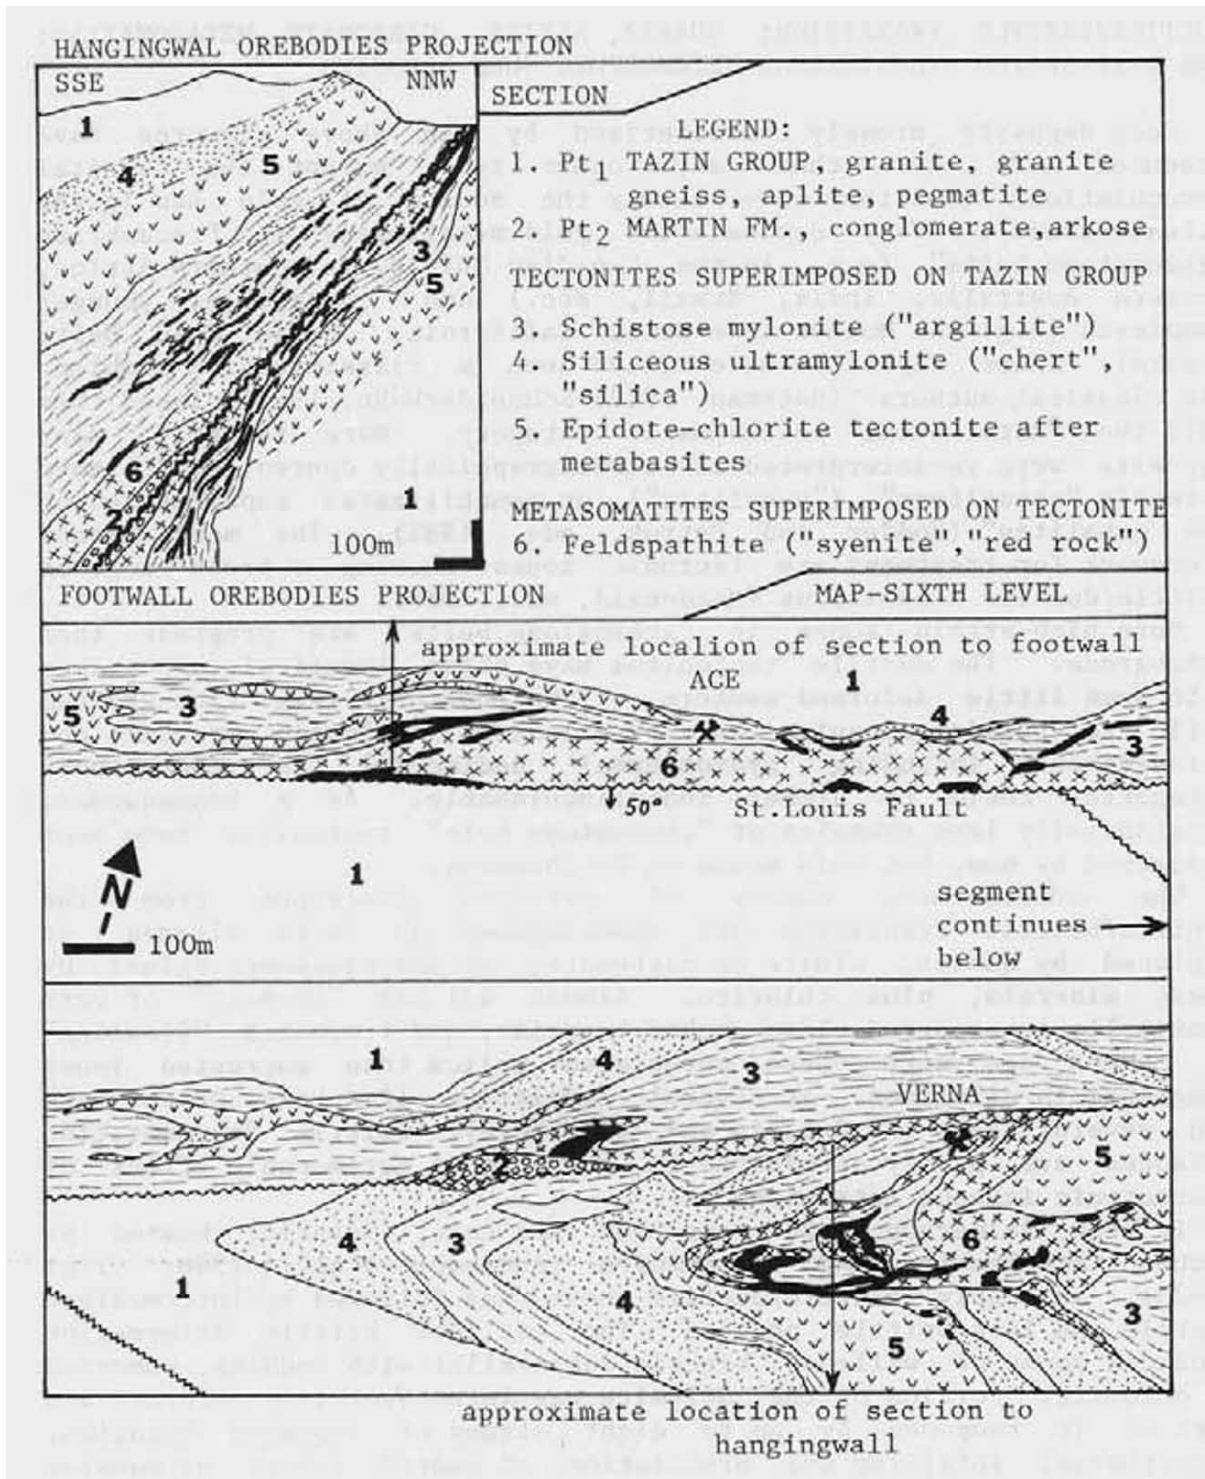 HANGINGWAL OREBODIES PROJECTION
SSE
NNW
SECTION
1
4
5
3
5
6
2
1
100m
LEGEND:
1. Pt1 TAZIN GROUP, granite, granite
gneiss, aplite, pegmatite
2. Pt2 MARTIN FM., conglomerate,arkose
TECTONITES SUPERIMPOSED ON TAZIN GROUP
3. Schistose mylonite ("argillite")
4. Siliceous ultramylonite ("chert",
"silica")
5. Epidote-chlorite tectonite after
metabasites
METASOMATITES SUPERIMPOSED ON TECTONITE
6. Feldspathite ("syenite","red rock")
FOOTWALL OREBODIES PROJECTION
MAP-SIXTH LEVEL
approximate localion of section to footwall
ACE
1
5
3
4
3
6
50°
St.Louis Fault
1
N
100m
segment
continues
below
1
4
3
VERNA
2
5
4
3
6
1
4
3
5
approximate location of section to
hangingwall